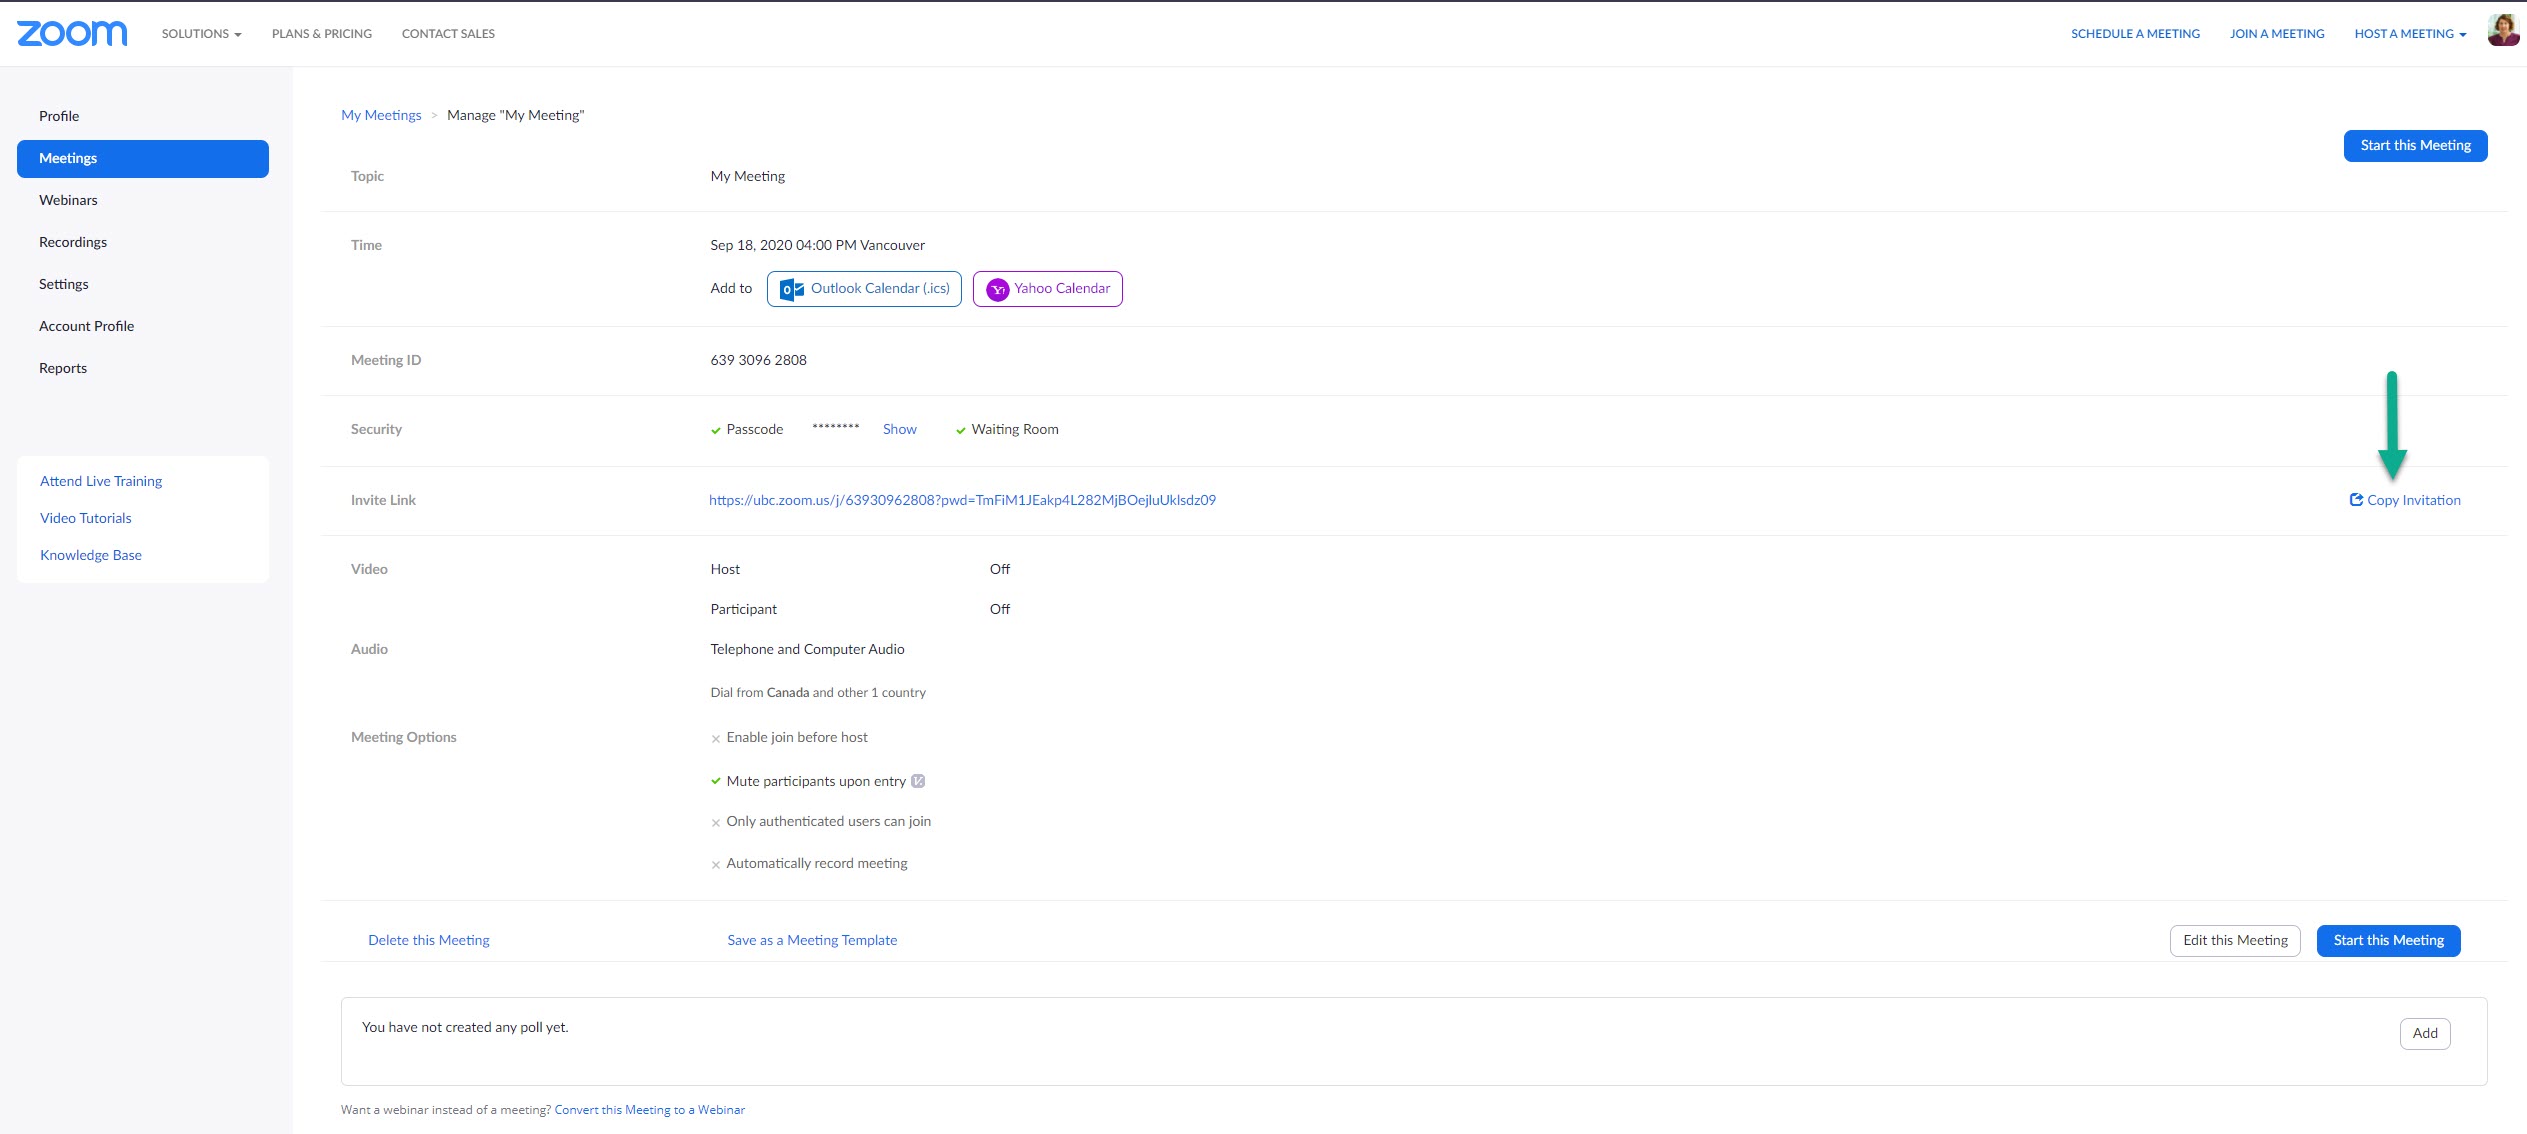 zoom SOLUTIONS PLANS & PRICING CONTACT SALES SCHEDULE A MEETING JOIN A MEETING HOST A MEETING
Profile
Meetings
Webinars
Recordings
Settings
Account Profile
Reports
Attend Live Training
Video Tutorials
Knowledge Base
My Meetings > Manage "My Meeting"
Start this Meeting
Topic My Meeting
Time Sep 18, 2020 04:00 PM Vancouver
Add to Outlook Calendar (.ics) Yahoo Calendar
Meeting ID 639 3096 2808
Security Passcode ******** Show Waiting Room
Invite Link https://ubc.zoom.us/j/63930962808?pwd=TmFiM1JEakp4L282MjBOejluUklsdz09 Copy Invitation
Video Host Off
Participant Off
Audio Telephone and Computer Audio
Dial from Canada and other 1 country
Meeting Options Enable join before host
Mute participants upon entry
Only authenticated users can join
Automatically record meeting
Delete this Meeting Save as a Meeting Template Edit this Meeting Start this Meeting
You have not created any poll yet. Add
Want a webinar instead of a meeting? Convert this Meeting to a Webinar